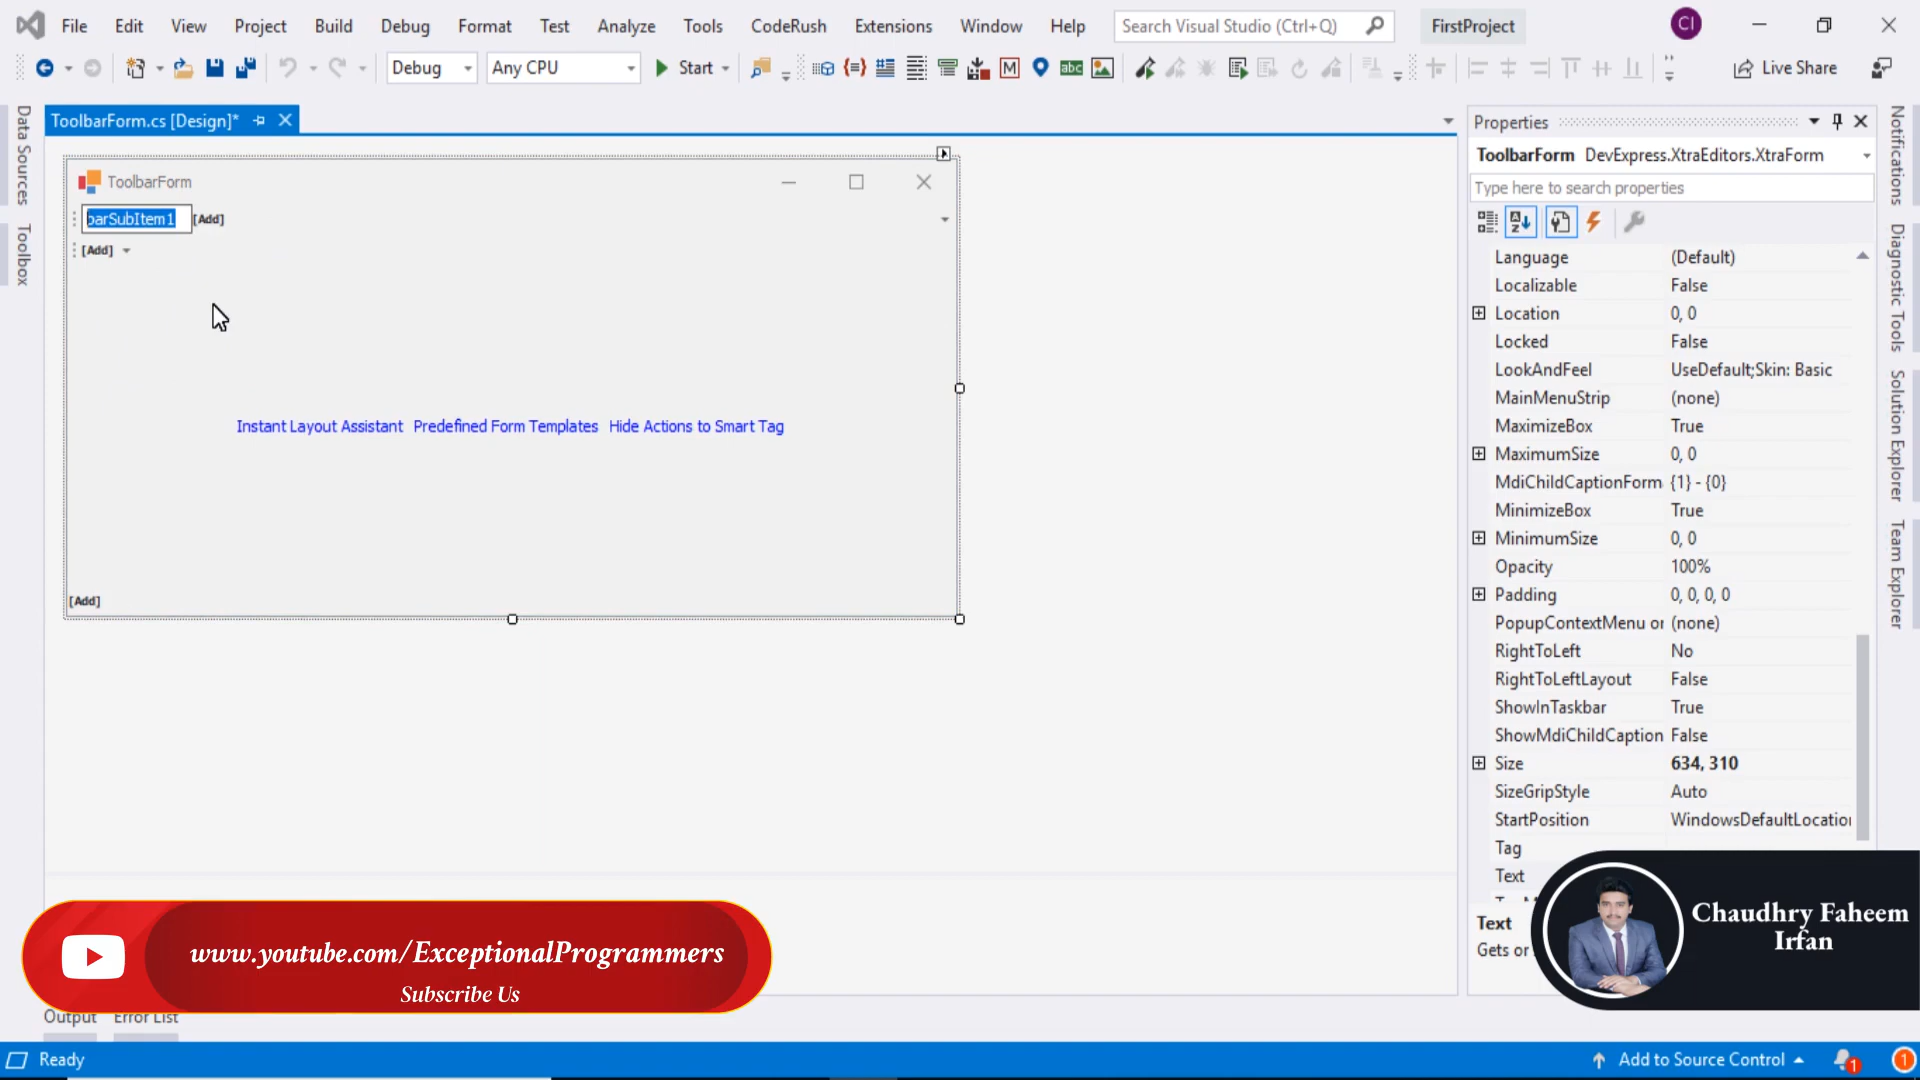 File Edit View Project Build Debug Format Test Analyze Tools CodeRush Extensions Window Help Search Visual Studio (Ctrl+Q) FirstProject CI
Debug Any CPU Start Live Share
ToolbarForm.cs [Design]*
Data Sources
Toolbox
ToolbarForm
barSubItem1 [Add]
[Add]
Instant Layout Assistant Predefined Form Templates Hide Actions to Smart Tag
[Add]
Properties
ToolbarForm DevExpress.XtraEditors.XtraForm
Type here to search properties
Language (Default)
Localizable False
Location 0, 0
Locked False
LookAndFeel UseDefault;Skin: Basic
MainMenuStrip (none)
MaximizeBox True
MaximumSize 0, 0
MdiChildCaptionForm {1} - {0}
MinimizeBox True
MinimumSize 0, 0
Opacity 100%
Padding 0, 0, 0, 0
PopupContextMenu or (none)
RightToLeft No
RightToLeftLayout False
ShowInTaskbar True
ShowMdiChildCaption False
Size 634, 310
SizeGripStyle Auto
StartPosition WindowsDefaultLocation
Tag
Text
Text
Gets or
Notifications
Diagnostic Tools
Solution Explorer
Team Explorer
Chaudhry Faheem
Irfan
www.youtube.com/ExceptionalProgrammers
Subscribe Us
Output Error List
Ready Add to Source Control 1 1